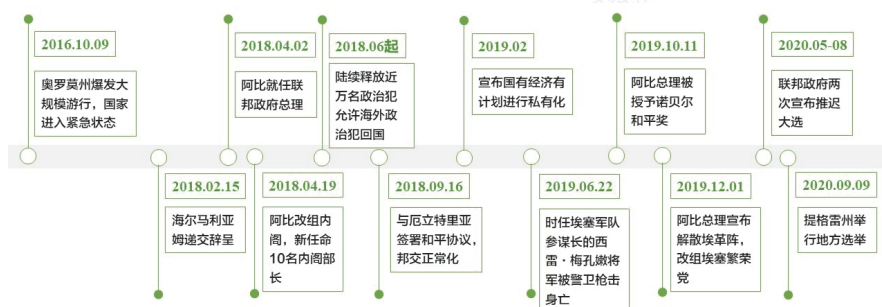 2016.10.09
奥罗莫州爆发大
规模游行，国家
进入紧急状态
2018.02.15
海尔马利亚
姆递交辞呈
2018.04.02
阿比就任联
邦政府总理
2018.04.19
阿比改组内
阁，新任命
10名内阁部
长
2018.06起
陆续释放近
万名政治犯
允许海外政
治犯回国
2018.09.16
与厄立特里亚
签署和平协议，
邦交正常化
2019.02
宣布国有经济有
计划进行私有化
2019.06.22
时任埃塞军队
参谋长的西
雷·梅孔嫩将
军被警卫枪击
身亡
2019.10.11
阿比总理被
授予诺贝尔
和平奖
2019.12.01
阿比总理宣布
解散埃革阵，
改组埃塞繁荣
党
2020.05-08
联邦政府两
次宣布推迟
大选
2020.09.09
提格雷州举
行地方选举